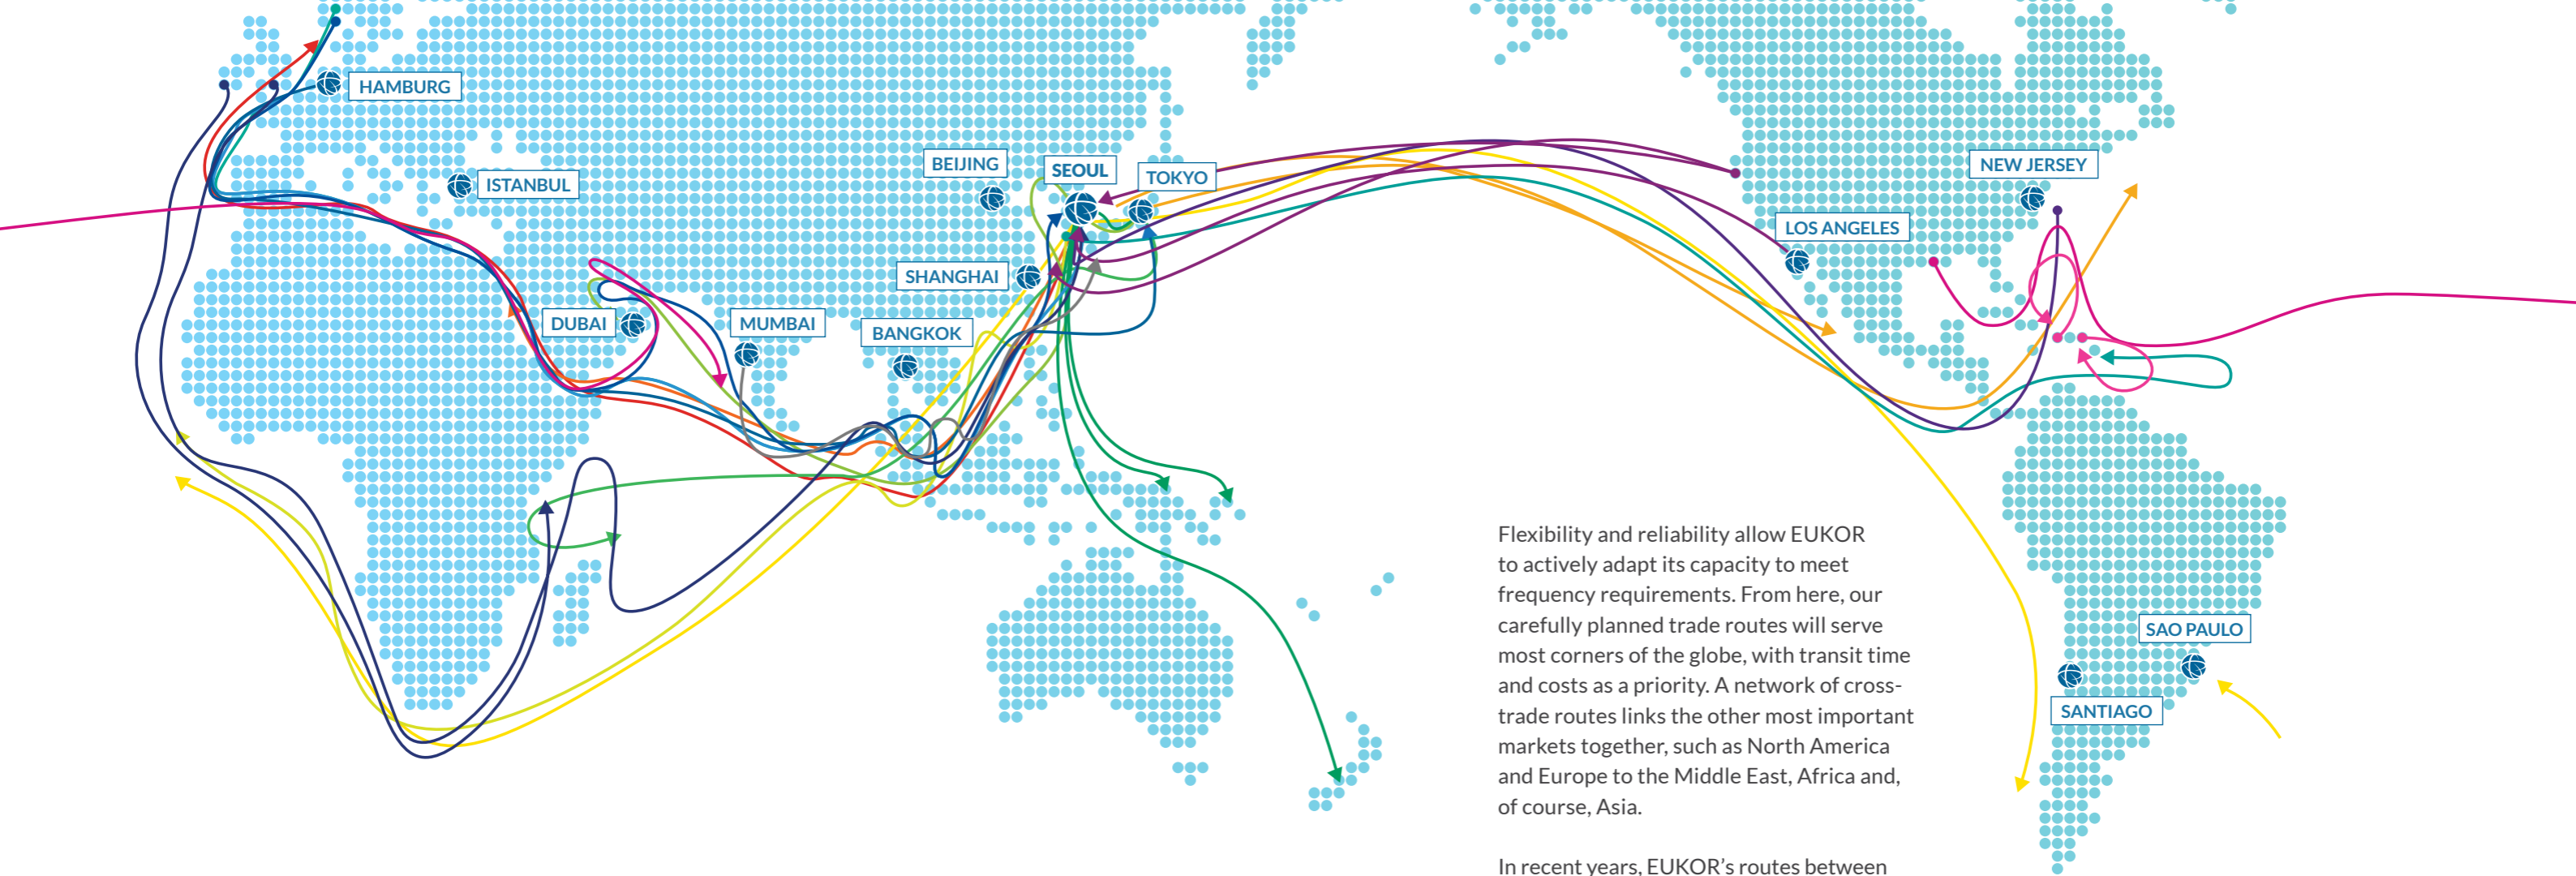 HAMBURG
ISTANBUL
BEIJING
SEOUL
TOKYO
NEW JERSEY
LOS ANGELES
SHANGHAI
DUBAI
MUMBAI
BANGKOK
SAO PAULO
SANTIAGO
Flexibility and reliability allow EUKOR
to actively adapt its capacity to meet
frequency requirements. From here, our
carefully planned trade routes will serve
most corners of the globe, with transit time
and costs as a priority. A network of cross-
trade routes links the other most important
markets together, such as North America
and Europe to the Middle East, Africa and,
of course, Asia.
In recent years, EUKOR’s routes between